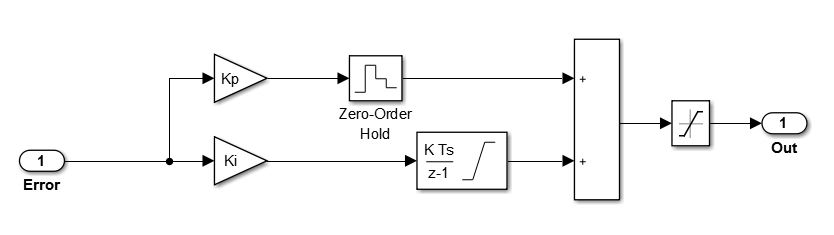 Kp
+
Zero-Order
Hold
1
Out
1
Error
Ki
K Ts
z-1
+